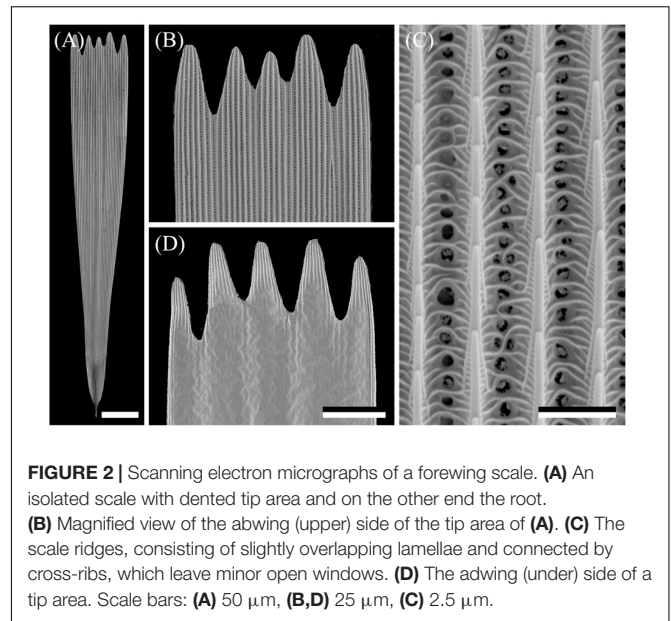 (A)
(B)
(C)
(D)
FIGURE 2 | Scanning electron micrographs of a forewing scale. (A) An
isolated scale with dented tip area and on the other end the root.
(B) Magnified view of the abwing (upper) side of the tip area of (A). (C) The
scale ridges, consisting of slightly overlapping lamellae and connected by
cross-ribs, which leave minor open windows. (D) The adwing (under) side of a
tip area. Scale bars: (A) 50 μm, (B,D) 25 μm, (C) 2.5 μm.